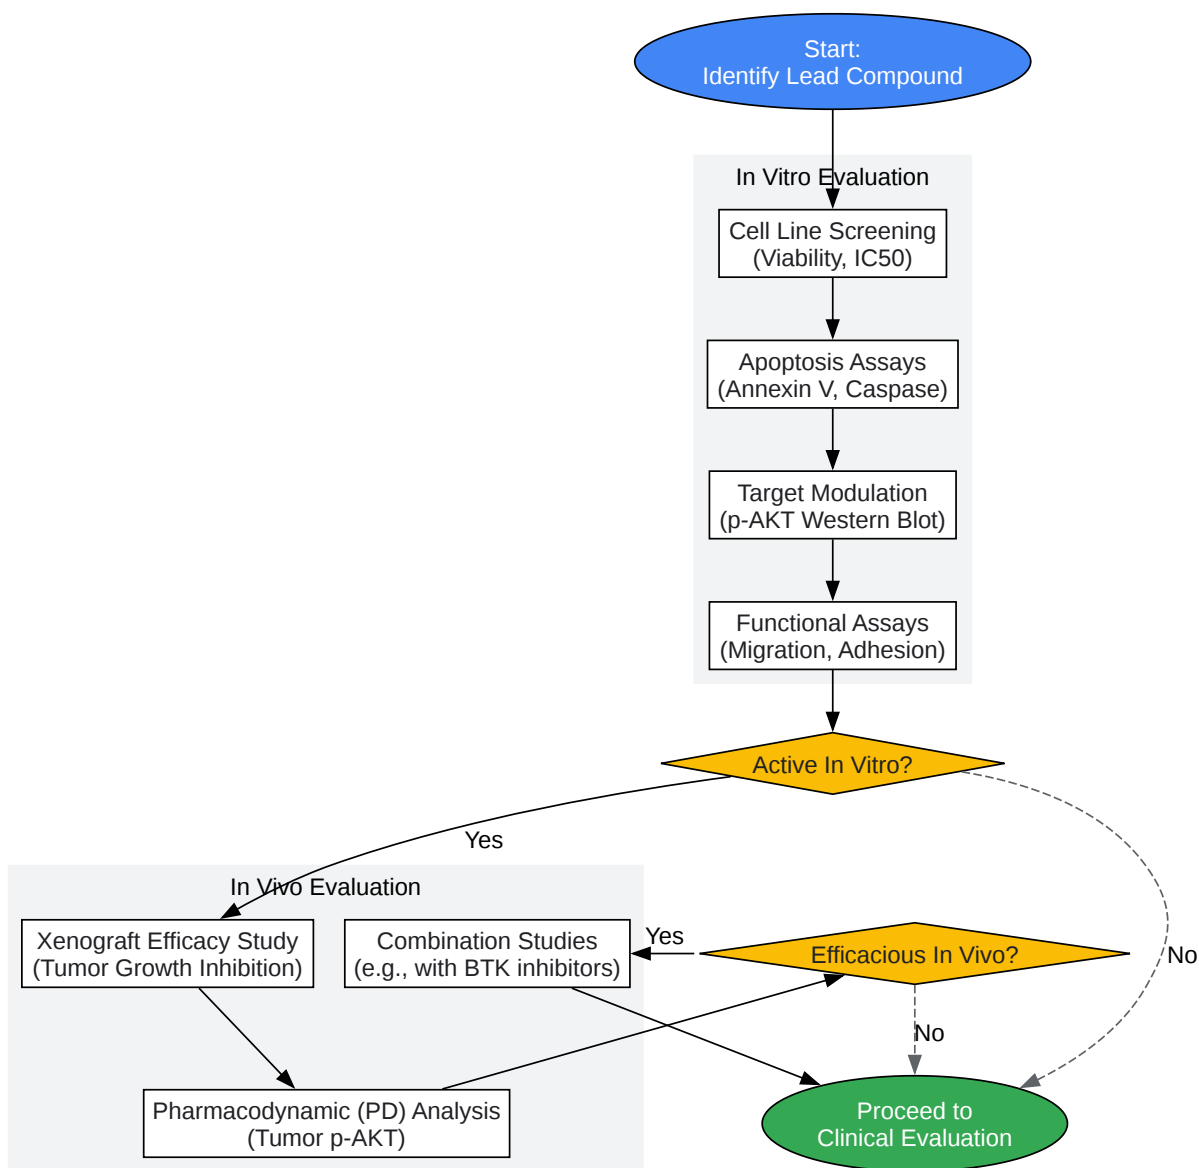 Start:
Identify Lead Compound
In Vitro Evaluation
Cell Line Screening
(Viability, IC50)
Apoptosis Assays
(Annexin V, Caspase)
Target Modulation
(p-AKT Western Blot)
Functional Assays
(Migration, Adhesion)
Active In Vitro?
Yes
No
In Vivo Evaluation
Xenograft Efficacy Study
(Tumor Growth Inhibition)
Combination Studies
(e.g., with BTK inhibitors)
Yes
Efficacious In Vivo?
No
Pharmacodynamic (PD) Analysis
(Tumor p-AKT)
Proceed to
Clinical Evaluation